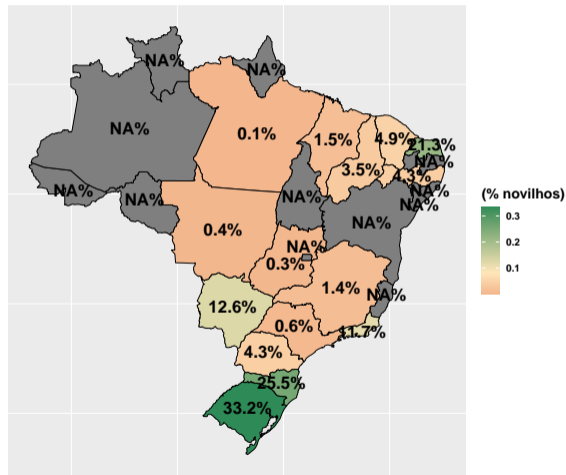 NA%
NA%
NA%
0.1%
1.5%
4.9%
21.3%
NA%
3.5%
4.3%
NA%
NA%
NA%
NA%
NA%
NA%
0.4%
NA%
0.3%
1.4%
NA%
12.6%
0.6%
11.7%
4.3%
25.5%
33.2%
(% novilhos)
0.3
0.2
0.1